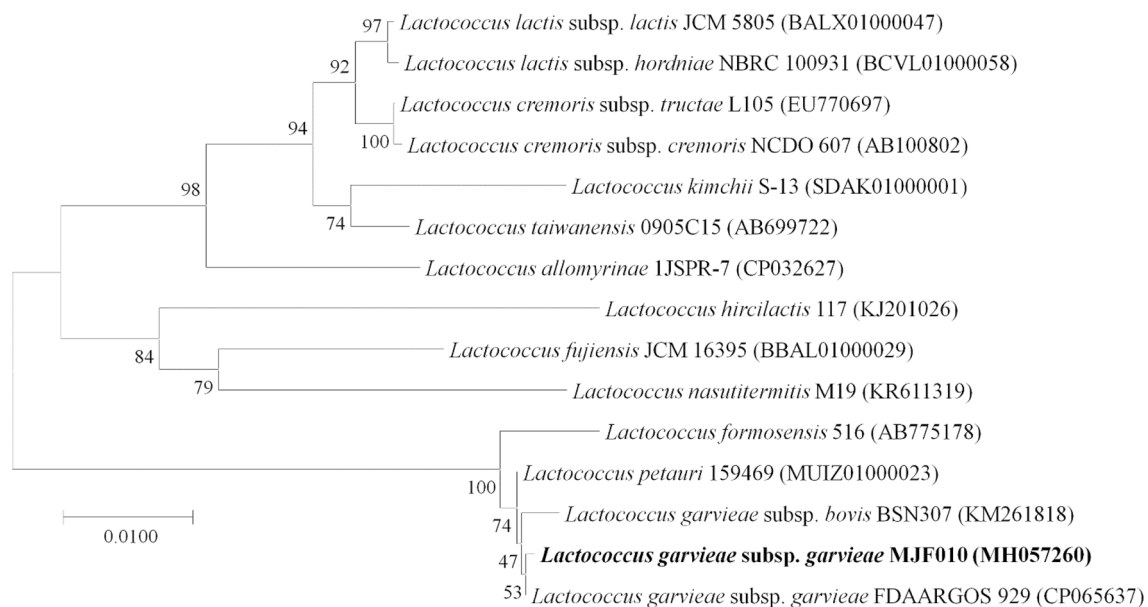 97 Lactococcus lactis subsp. lactis JCM 5805 (BALX01000047)
Lactococcus lactis subsp. hordniae NBRC 100931 (BCVL01000058)
92
Lactococcus cremoris subsp. tructae L105 (EU770697)
94
100 Lactococcus cremoris subsp. cremoris NCDO 607 (AB100802)
98
Lactococcus kimchii S-13 (SDAK01000001)
74 Lactococcus taiwanensis 0905C15 (AB699722)
Lactococcus allomyrinae 1JSPR-7 (CP032627)
Lactococcus hircilactis 117 (KJ201026)
84 Lactococcus fujiensis JCM 16395 (BBAL01000029)
79 Lactococcus nasutitermitis M19 (KR611319)
Lactococcus formosensis 516 (AB775178)
100 Lactococcus petauri 159469 (MUIZ01000023)
74 Lactococcus garvieae subsp. bovis BSN307 (KM261818)
0.0100
47 Lactococcus garvieae subsp. garvieae MJF010 (MH057260)
53 Lactococcus garvieae subsp. garvieae FDAARGOS 929 (CP065637)